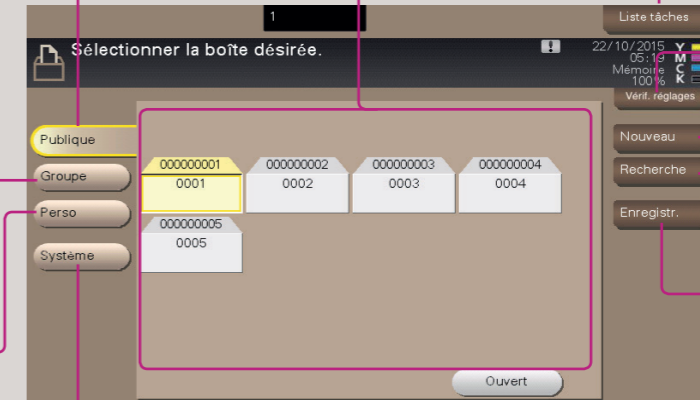 1
Liste tâches
Sélectionner la boîte désirée.
22/10/2015 Y
05:19 M
Mémoire C
100% K
Vérif. réglages
Publique
Groupe
Perso
Système
000000001 000000002 000000003 000000004
0001 0002 0003 0004
000000005
0005
Nouveau
Recherche
Enregistr.
Ouvert